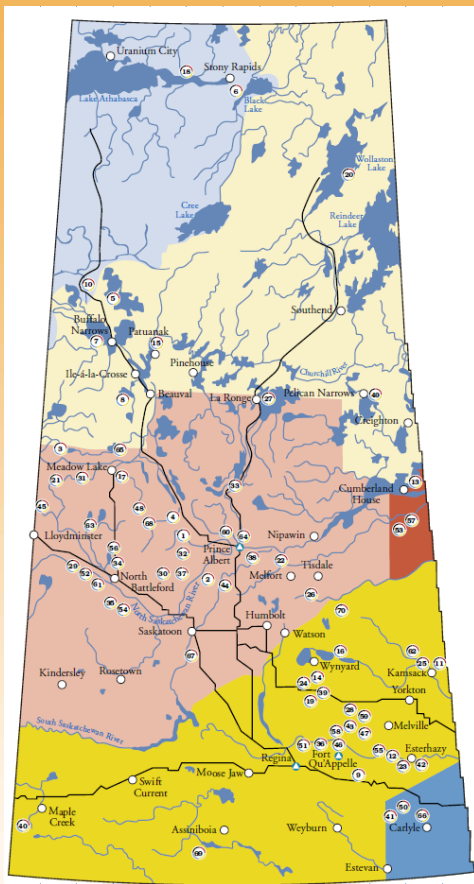 Uranium City
18
Stony Rapids
6
Lake Athabasca
Black
Lake
Wollaston
Lake
20
Cree
Lake
Reindeer
Lake
10
5
Buffalo
Narrows
7
Patuanak
15
Southend
Pinehouse
Ile-á-la-Crosse
Churchill River
8
Beauval
La Ronge
27
Pelican Narrows
49
Creighton
3
65
Meadow Lake
21
31
17
33
13
Cumberland
House
45
48
4
57
53
63
68
Lloydminster
1
60
64
Nipawin
56
32
Prince
Albert
38
22
Tisdale
29
52
34
30
37
2
44
Melfort
61
North
Battleford
26
35
54
North Saskatchewan River
Humbolt
70
Saskatoon
Watson
67
16
62
Wynyard
25
11
Kamsack
Kindersley
Rosetown
24
14
39
19
Yorkton
28
59
South Saskatchewan River
43
Melville
58
47
51
36
46
55
12
Esterhazy
Regina
Fort
Qu'Appelle
23
42
9
Moose Jaw
Swift
Current
Maple
Creek
50
41
66
40
Assiniboia
Weyburn
Carlyle
69
Estevan